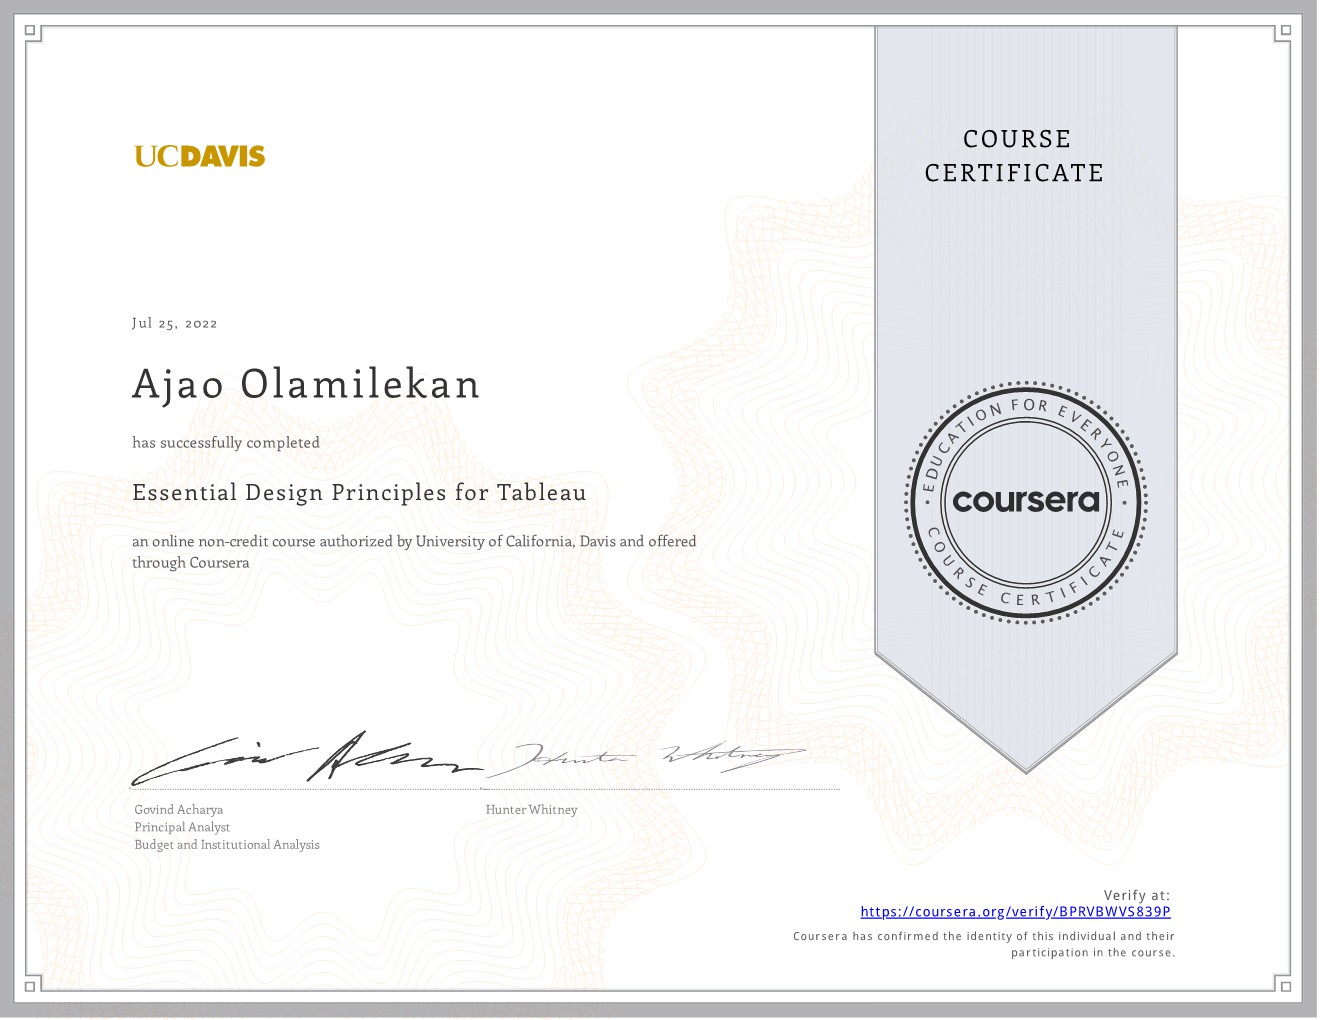 UCDAVIS
COURSE
CERTIFICATE
Jul 25, 2022
Ajao Olamilekan
has successfully completed
Essential Design Principles for Tableau
an online non-credit course authorized by University of California, Davis and offered
through Coursera
EDUCATION FOR EVERYONE
coursera
COURSE CERTIFICATE
Govind Acharya
Principal Analyst
Budget and Institutional Analysis
Hunter Whitney
Hunter Whitney
Verify at:
https://coursera.org/verify/BPRVBWVS839P
Coursera has confirmed the identity of this individual and their
participation in the course.